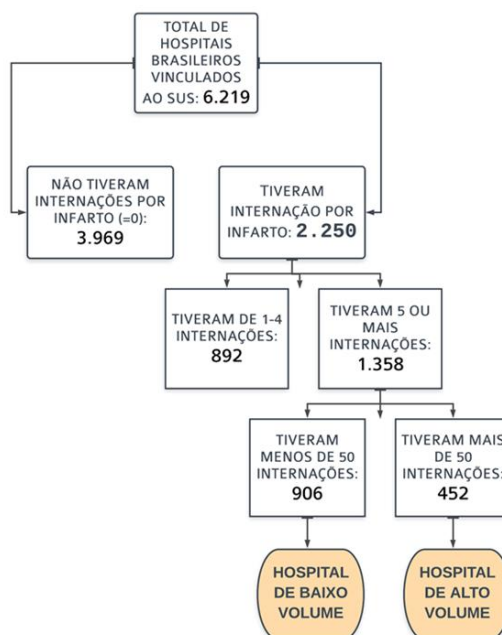 TOTAL DE
HOSPITAIS
BRASILEIROS
VINCULADOS
AO SUS: 6.219
NÃO TIVERAM
INTERNAÇÕES POR
INFARTO (=0):
3.969
TIVERAM
INTERNAÇÃO POR
INFARTO: 2.250
TIVERAM DE 1-4
INTERNAÇÕES:
892
TIVERAM 5 OU
MAIS
INTERNAÇÕES:
1.358
TIVERAM
MENOS DE 50
INTERNAÇÕES:
906
TIVERAM MAIS
DE 50
INTERNAÇÕES:
452
HOSPITAL
DE BAIXO
VOLUME
HOSPITAL
DE ALTO
VOLUME